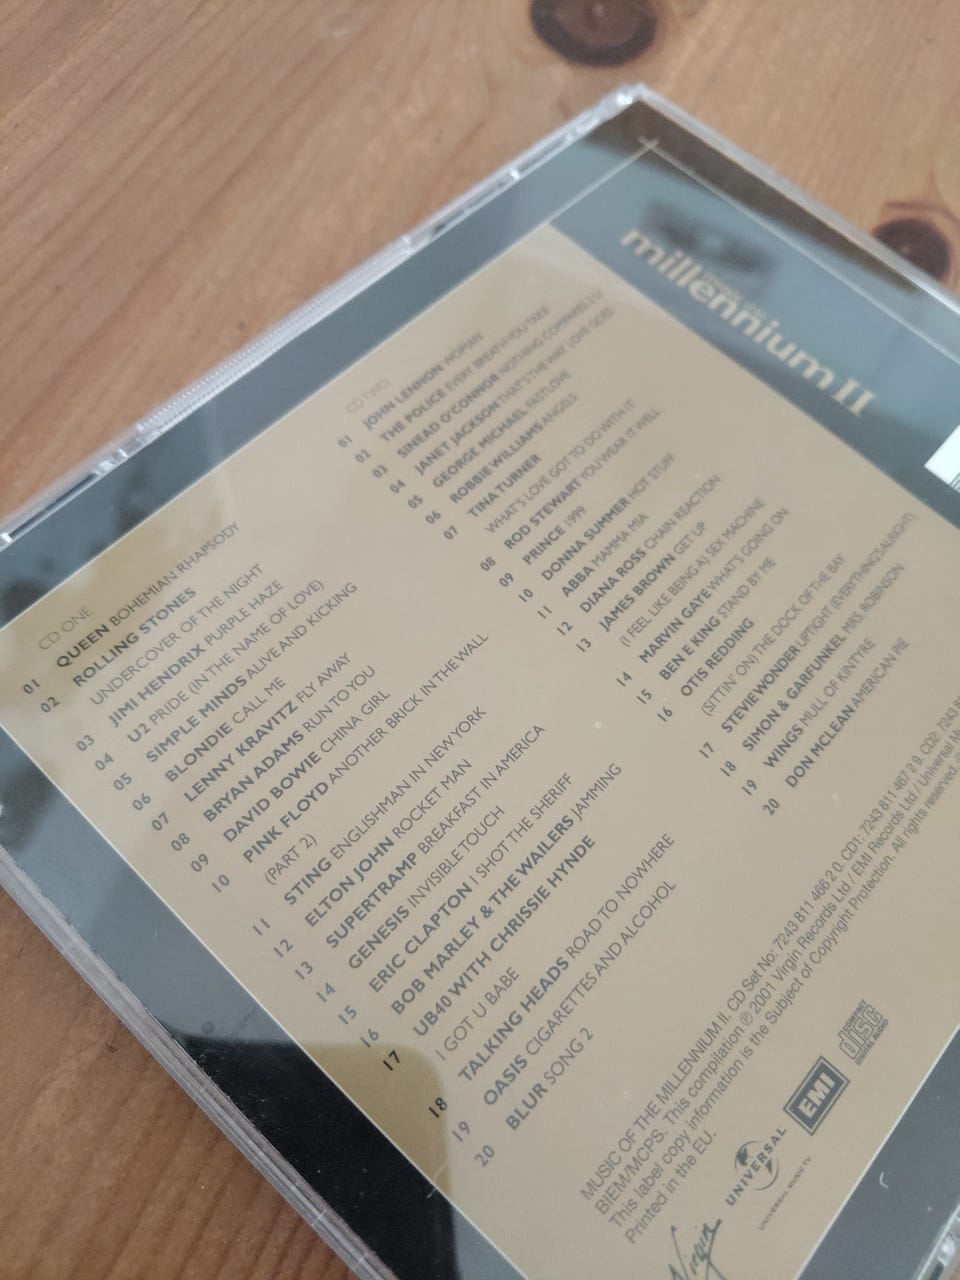 music of the
millennium II
CD ONE
01 QUEEN BOHEMIAN RHAPSODY
02 ROLLING STONES
UNDERCOVER OF THE NIGHT
03 JIMI HENDRIX PURPLE HAZE
04 U2 PRIDE (IN THE NAME OF LOVE)
05 SIMPLE MINDS ALIVE AND KICKING
06 BLONDIE CALL ME
07 LENNY KRAVITZ FLY AWAY
08 BRYAN ADAMS RUN TO YOU
09 DAVID BOWIE CHINA GIRL
10 PINK FLOYD ANOTHER BRICK IN THE WALL
(PART 2)
11 STING ENGLISHMAN IN NEW YORK
12 ELTON JOHN ROCKET MAN
13 SUPERTRAMP BREAKFAST IN AMERICA
14 GENESIS INVISIBLE TOUCH
15 ERIC CLAPTON I SHOT THE SHERIFF
16 BOB MARLEY & THE WAILERS JAMMING
17 UB40 WITH CHRISSIE HYNDE
I GOT U BABE
18 TALKING HEADS ROAD TO NOWHERE
19 OASIS CIGARETTES AND ALCOHOL
20 BLUR SONG 2
CD TWO
01 JOHN LENNON WOMAN
02 THE POLICE EVERY BREATH YOU TAKE
03 SINEAD O'CONNOR NOTHING COMPARES 2 U
04 JANET JACKSON THAT'S THE WAY LOVE GOES
05 GEORGE MICHAEL FASTLOVE
06 ROBBIE WILLIAMS ANGELS
07 TINA TURNER
WHAT'S LOVE GOT TO DO WITH IT
08 ROD STEWART YOU WEAR IT WELL
09 PRINCE 1999
10 DONNA SUMMER HOT STUFF
11 ABBA MAMMA MIA
12 DIANA ROSS CHAIN REACTION
13 JAMES BROWN GET UP
(I FEEL LIKE BEING A) SEX MACHINE
14 MARVIN GAYE WHAT'S GOING ON
15 BEN E KING STAND BY ME
16 OTIS REDDING
(SITTIN' ON) THE DOCK OF THE BAY
17 STEVIE WONDER UPTIGHT (EVERYTHING'S ALRIGHT)
18 SIMON & GARFUNKEL MRS. ROBINSON
19 WINGS MULL OF KINTYRE
20 DON MCLEAN AMERICAN PIE
MUSIC OF THE MILLENNIUM II. CD Set No: 7243 811 466 2 0. CD1: 7243 811 467 2 9. CD2: 7243 8
BIEM/MCPS. This compilation ℗ 2001 Virgin Records Ltd / EMI Records Ltd / Universal M
This label copy information is the Subject of Copyright Protection. All rights reserved.
Printed in the EU.
Virgin
UNIVERSAL
UNIVERSAL MUSIC TV
EMI
COMPACT
disc
DIGITAL AUDIO